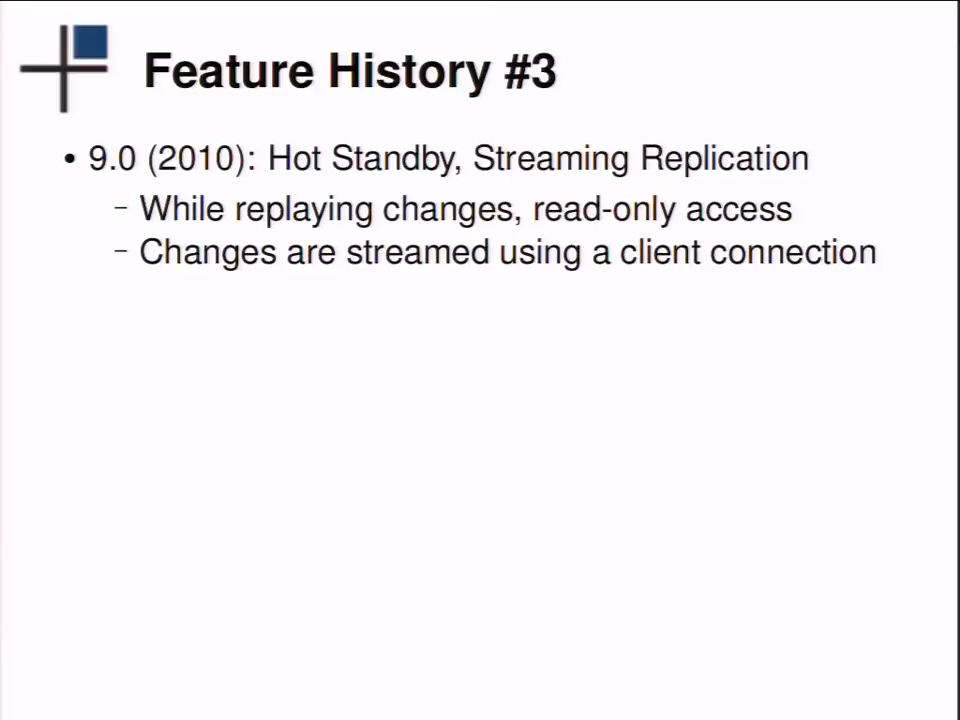 Feature History #3
• 9.0 (2010): Hot Standby, Streaming Replication
– While replaying changes, read-only access
– Changes are streamed using a client connection